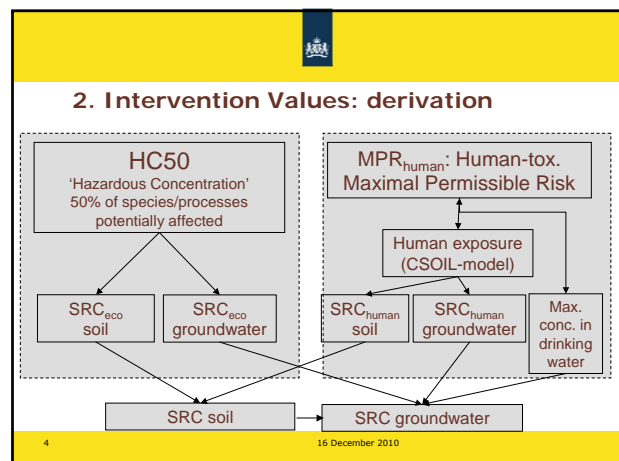 2. Intervention Values: derivation
HC50
‘Hazardous Concentration’
50% of species/processes
potentially affected
SRCeco
soil
SRCeco
groundwater
MPRhuman: Human-tox.
Maximal Permissible Risk
Human exposure
(CSOIL-model)
SRChuman
soil
SRChuman
groundwater
Max.
conc. in
drinking
water
SRC soil
SRC groundwater
4
16 December 2010